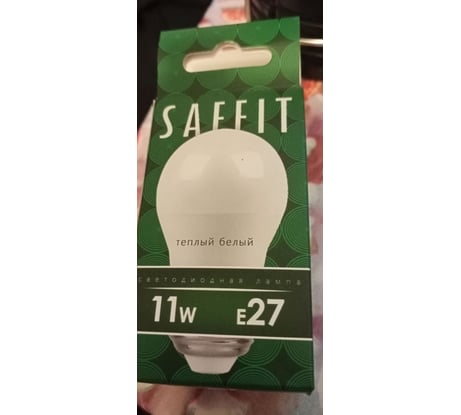 SAFFIT
теплый белый
светодиодная лампа
11W E27